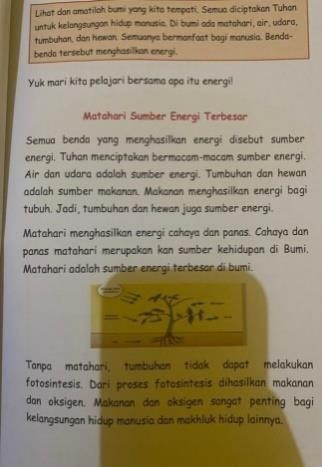 Lihat dan amatilah bumi yang kita tempati. Semua diciptakan Tuhan
untuk kelangsungan hidup manusia. Di bumi ada matahari, air, udara,
tumbuhan, dan hewan. Semuanya bermanfaat bagi manusia. Benda-
benda tersebut menghasilkan energi.
Yuk mari kita pelajari bersama apa itu energi!
Matahari Sumber Energi Terbesar
Semua benda yang menghasilkan energi disebut sumber
energi. Tuhan menciptakan bermacam-macam sumber energi.
Air dan udara adalah sumber energi. Tumbuhan dan hewan
adalah sumber makanan. Makanan menghasilkan energi bagi
tubuh. Jadi, tumbuhan dan hewan juga sumber energi.
Matahari menghasilkan energi cahaya dan panas. Cahaya dan
panas matahari merupakan kan sumber kehidupan di Bumi.
Matahari adalah sumber energi terbesar di bumi.
Tanpa matahari, tumbuhan tidak dapat melakukan
fotosintesis. Dari proses fotosintesis dihasilkan makanan
dan oksigen. Makanan dan oksigen sangat penting bagi
kelangsungan hidup manusia dan makhluk hidup lainnya.